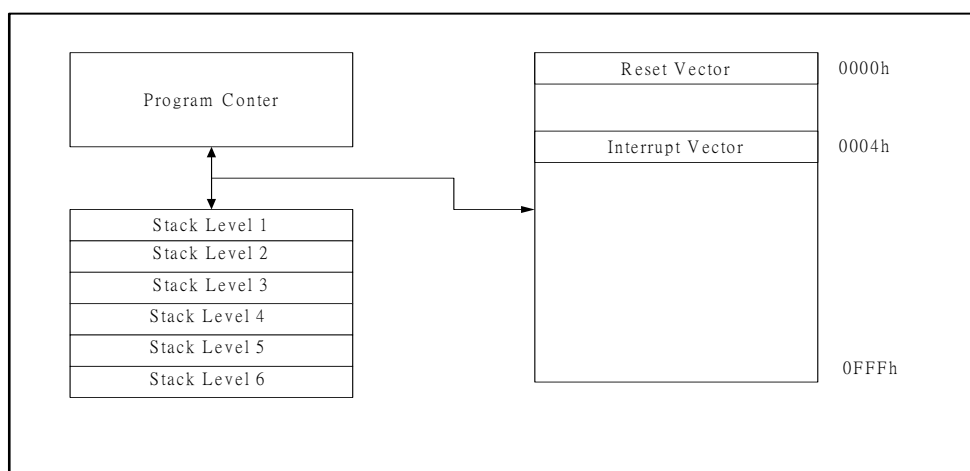 Program Conter
Stack Level 1
Stack Level 2
Stack Level 3
Stack Level 4
Stack Level 5
Stack Level 6
Reset Vector 0000h
Interrupt Vector 0004h
0FFFh